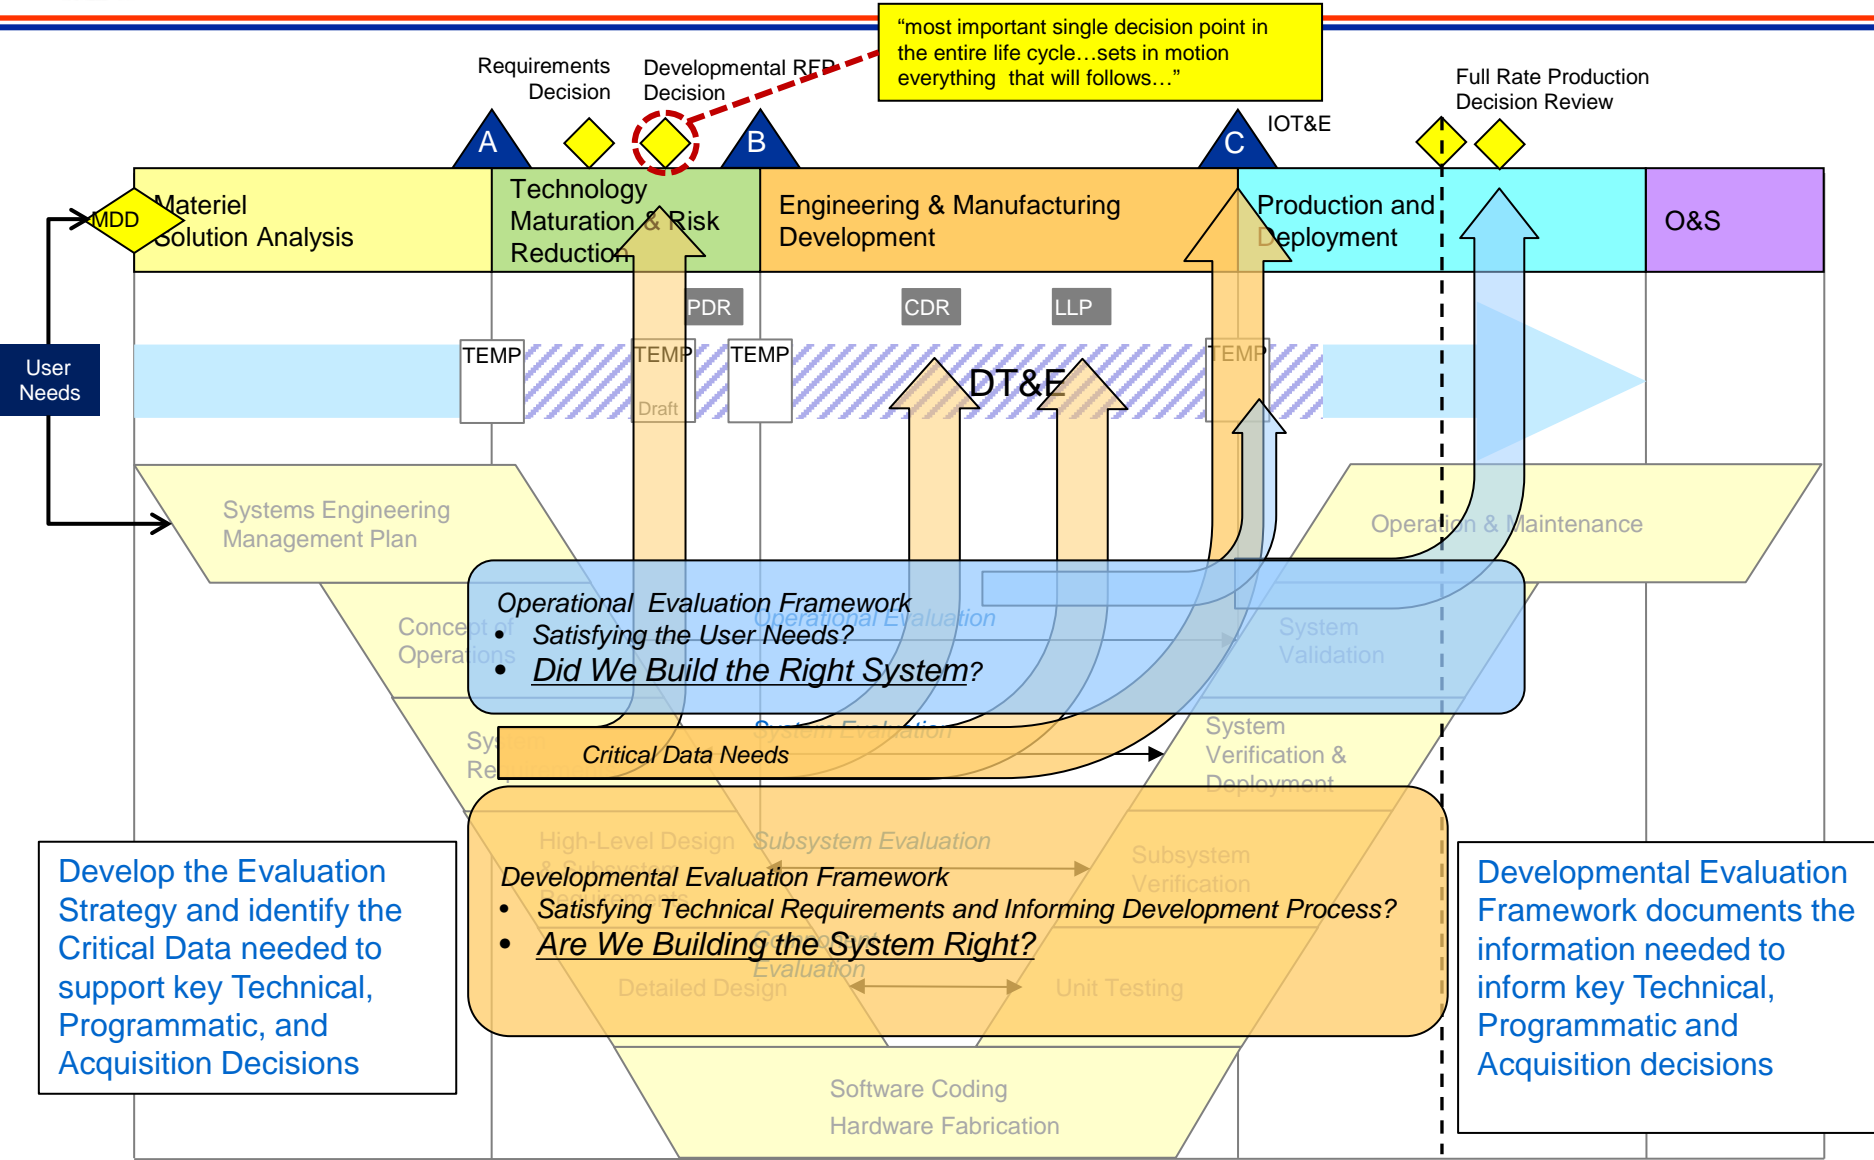 “most important single decision point in
the entire life cycle…sets in motion
everything  that will follows…”
Requirements
Decision
Developmental RFP
Decision
Full Rate Production
Decision Review
A
B
C
IOT&E
MDD
Materiel
Solution Analysis
Technology
Maturation & Risk
Reduction
Engineering & Manufacturing
Development
Production and
Deployment
O&S
PDR
CDR
LLP
User
Needs
TEMP
TEMP
Draft
TEMP
DT&E
TEMP
Systems Engineering
Management Plan
Operation & Maintenance
Concept of
Operations
Operational  Evaluation Framework
• Satisfying the User Needs?
• Did We Build the Right System?
Operational Evaluation
System
Validation
System Evaluation
Critical Data Needs
System
Verification &
Deployment
High-Level Design
& Subsystem
Requirements
Subsystem Evaluation
Subsystem
Verification
Developmental Evaluation Framework
• Satisfying Technical Requirements and Informing Development Process?
• Are We Building the System Right?
Component
Evaluation
Detailed Design
Unit Testing
Software Coding
Hardware Fabrication
Develop the Evaluation
Strategy and identify the
Critical Data needed to
support key Technical,
Programmatic, and
Acquisition Decisions
Developmental Evaluation
Framework documents the
information needed to
inform key Technical,
Programmatic and
Acquisition decisions